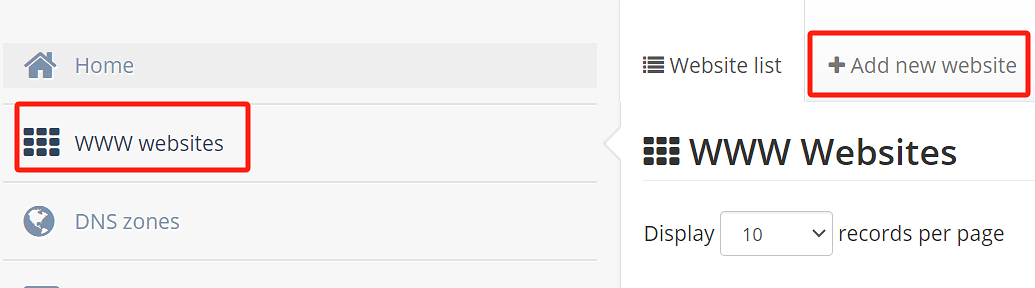 Home
WWW websites
DNS zones
Website list
Add new website
WWW Websites
Display 10 records per page